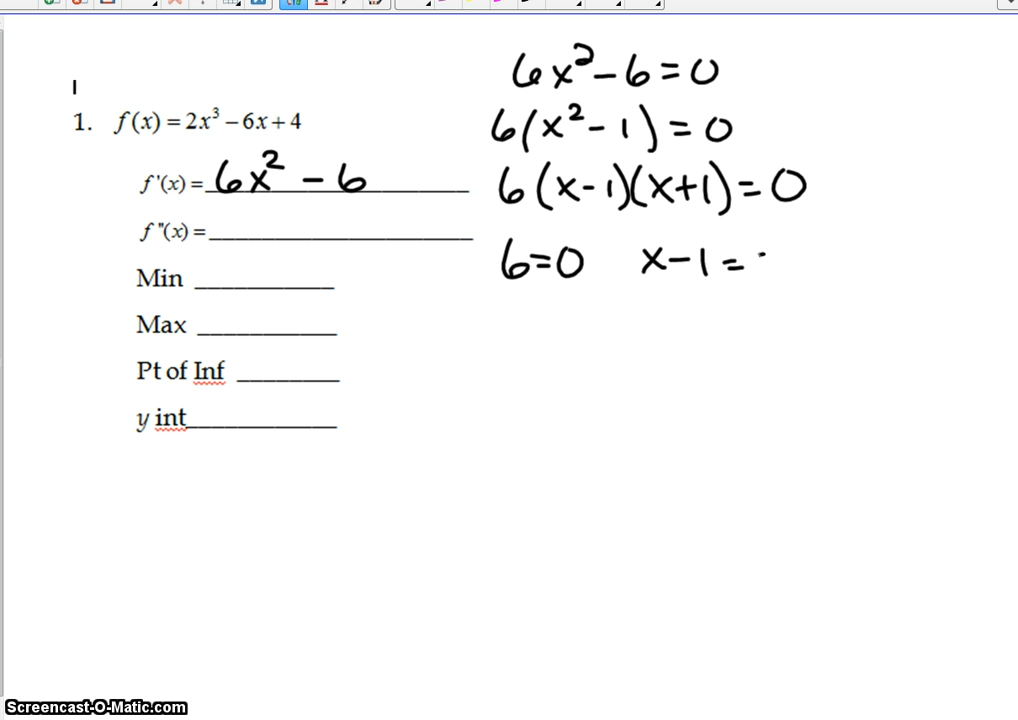 1. f(x) = 2x³ − 6x + 4
f'(x) = 6x² − 6
f"(x) =
Min
Max
Pt of Inf
y int
6x² − 6 = 0
6(x² − 1) = 0
6(x−1)(x+1) = 0
6=0 x−1=
Screencast-O-Matic.com